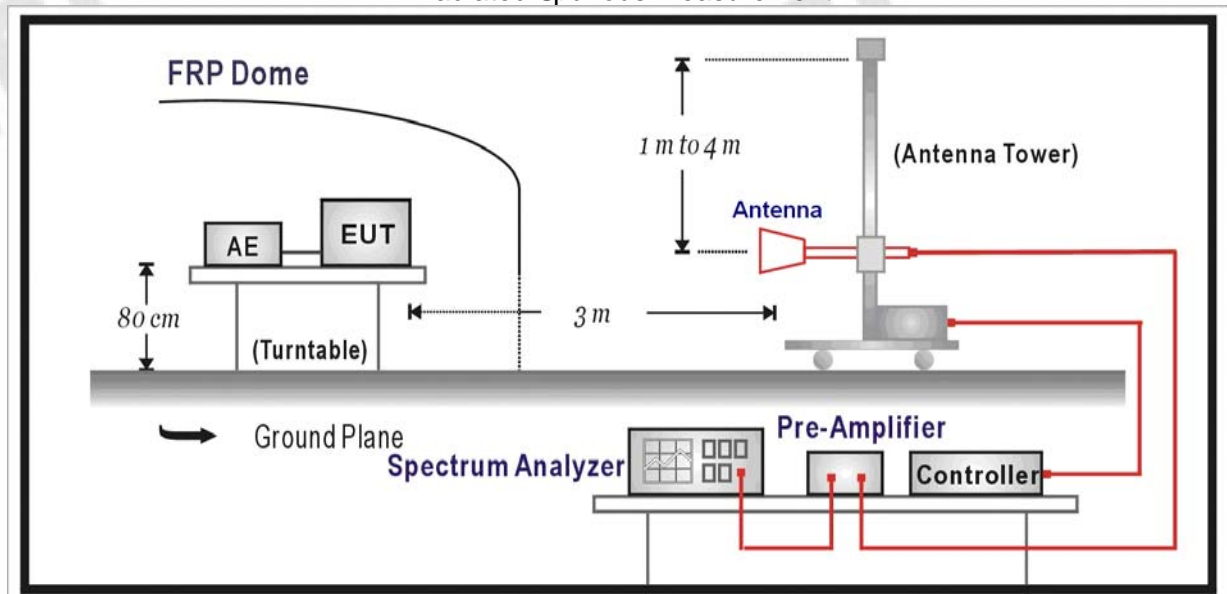 FRP Dome
1 m to 4 m
(Antenna Tower)
Antenna
AE
EUT
80 cm
3 m
(Turntable)
Ground Plane
Pre-Amplifier
Spectrum Analyzer
Controller